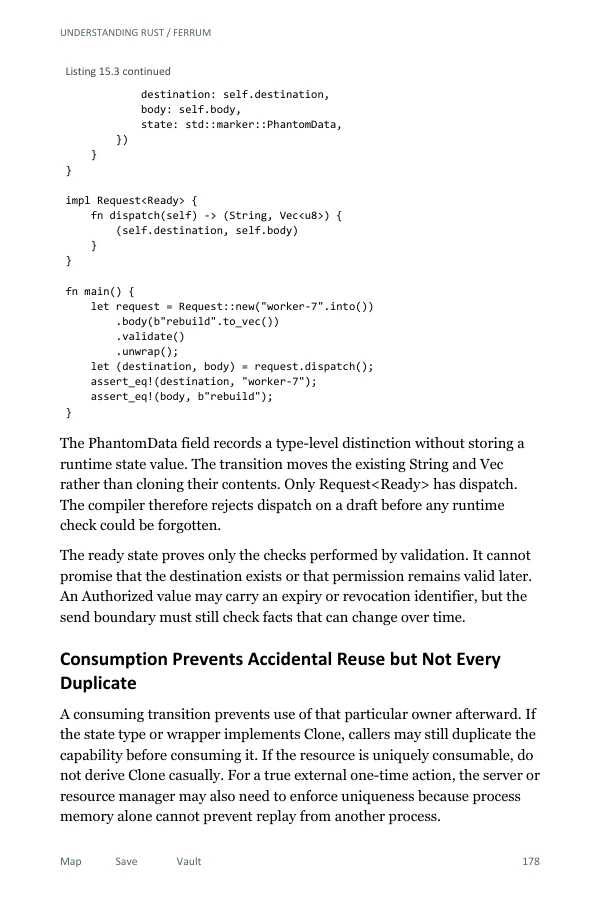 UNDERSTANDING RUST / FERRUM
Listing 15.3 continued
            destination: self.destination,
            body: self.body,
            state: std::marker::PhantomData,
        })
    }
}

impl Request<Ready> {
    fn dispatch(self) -> (String, Vec<u8>) {
        (self.destination, self.body)
    }
}

fn main() {
    let request = Request::new("worker-7".into())
        .body(b"rebuild".to_vec())
        .validate()
        .unwrap();
    let (destination, body) = request.dispatch();
    assert_eq!(destination, "worker-7");
    assert_eq!(body, b"rebuild");
}
The PhantomData field records a type-level distinction without storing a
runtime state value. The transition moves the existing String and Vec
rather than cloning their contents. Only Request<Ready> has dispatch.
The compiler therefore rejects dispatch on a draft before any runtime
check could be forgotten.
The ready state proves only the checks performed by validation. It cannot
promise that the destination exists or that permission remains valid later.
An Authorized value may carry an expiry or revocation identifier, but the
send boundary must still check facts that can change over time.
Consumption Prevents Accidental Reuse but Not Every
Duplicate
A consuming transition prevents use of that particular owner afterward. If
the state type or wrapper implements Clone, callers may still duplicate the
capability before consuming it. If the resource is uniquely consumable, do
not derive Clone casually. For a true external one-time action, the server or
resource manager may also need to enforce uniqueness because process
memory alone cannot prevent replay from another process.
Map Save Vault 178